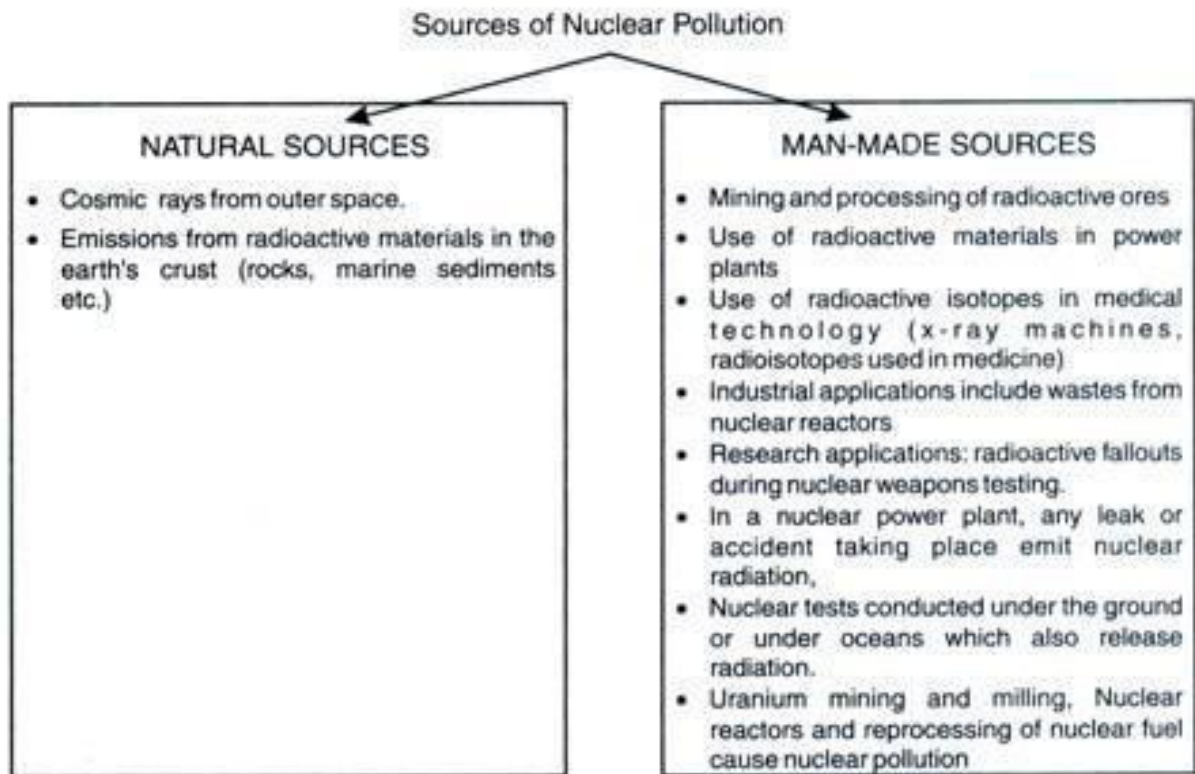 Sources of Nuclear Pollution
NATURAL SOURCES
• Cosmic rays from outer space.
• Emissions from radioactive materials in the
earth's crust (rocks, marine sediments
etc.)
MAN-MADE SOURCES
• Mining and processing of radioactive ores
• Use of radioactive materials in power
plants
• Use of radioactive isotopes in medical
technology (x-ray machines,
radioisotopes used in medicine)
• Industrial applications include wastes from
nuclear reactors
• Research applications: radioactive fallouts
during nuclear weapons testing.
• In a nuclear power plant, any leak or
accident taking place emit nuclear
radiation,
• Nuclear tests conducted under the ground
or under oceans which also release
radiation.
• Uranium mining and milling, Nuclear
reactors and reprocessing of nuclear fuel
cause nuclear pollution